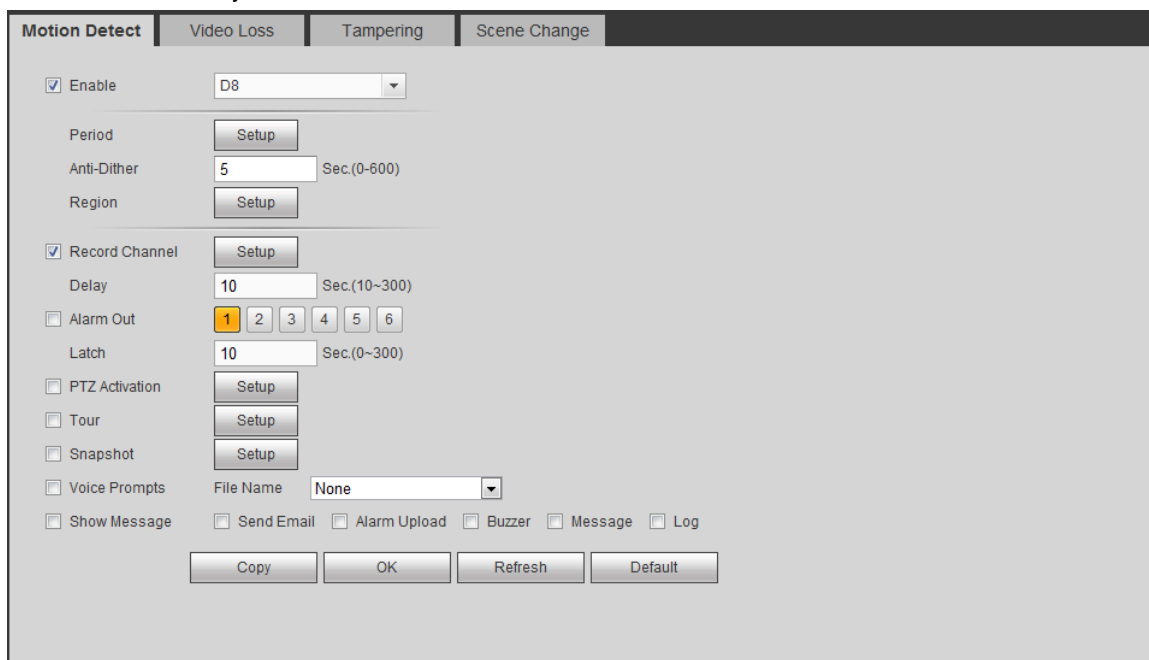 Motion Detect Video Loss Tampering Scene Change
Enable D8
Period Setup
Anti-Dither 5 Sec.(0-600)
Region Setup
Record Channel Setup
Delay 10 Sec.(10~300)
Alarm Out 1 2 3 4 5 6
Latch 10 Sec.(0~300)
PTZ Activation Setup
Tour Setup
Snapshot Setup
Voice Prompts File Name None
Show Message Send Email Alarm Upload Buzzer Message Log
Copy OK Refresh Default